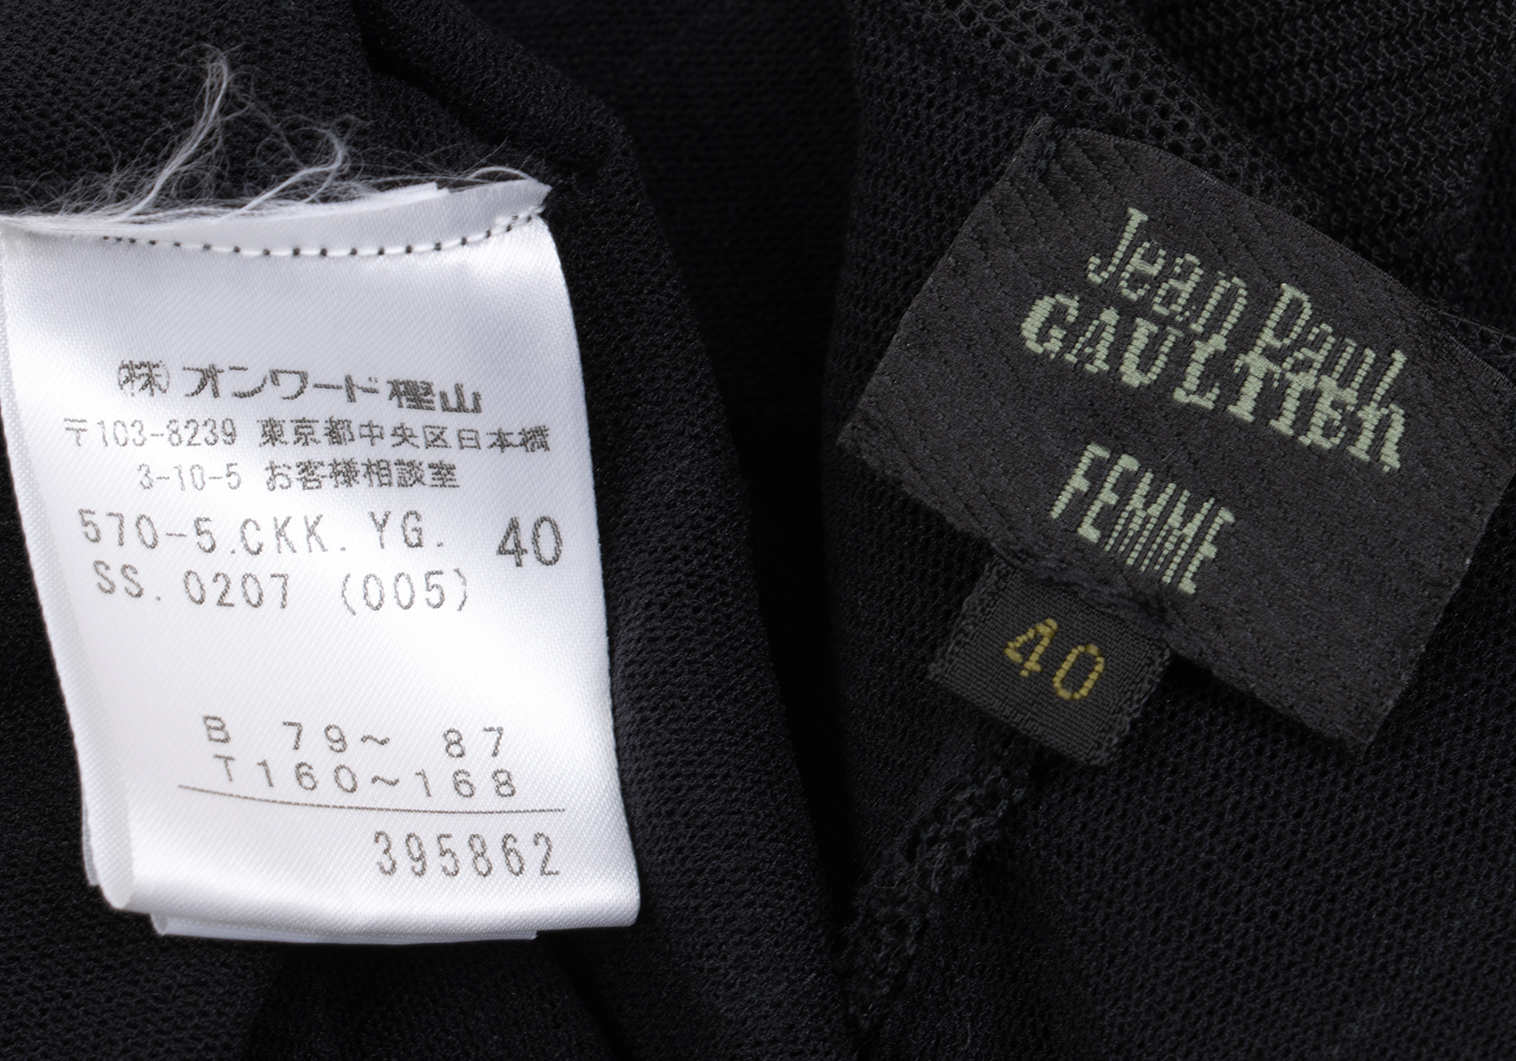 (株)オンワード樫山
〒103-8239 東京都中央区日本橋
3-10-5 お客様相談室
570-5.CKK. YG. 40
SS. 0207 (005)
B 79~ 87
T160~168
395862
Jean Paul
GAULTIER
FEMME
40